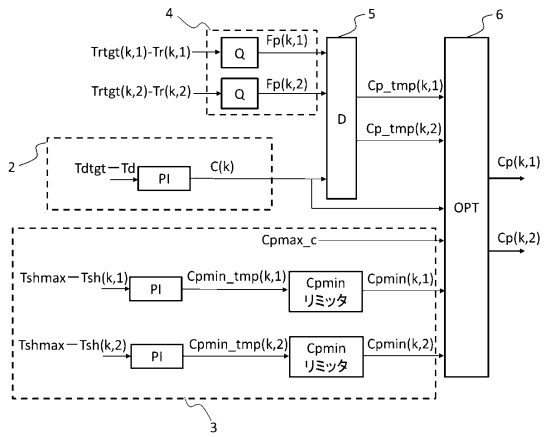 4
5
6
Trtgt(k,1)-Tr(k,1)
Q
Fp(k,1)
Trtgt(k,2)-Tr(k,2)
Q
Fp(k,2)
D
Cp_tmp(k,1)
Cp_tmp(k,2)
2
Tdtgt－Td
PI
C(k)
OPT
Cp(k,1)
Cp(k,2)
Cpmax_c
Tshmax－Tsh(k,1)
PI
Cpmin_tmp(k,1)
Cpmin
リミッタ
Cpmin(k,1)
Tshmax－Tsh(k,2)
PI
Cpmin_tmp(k,2)
Cpmin
リミッタ
Cpmin(k,2)
3